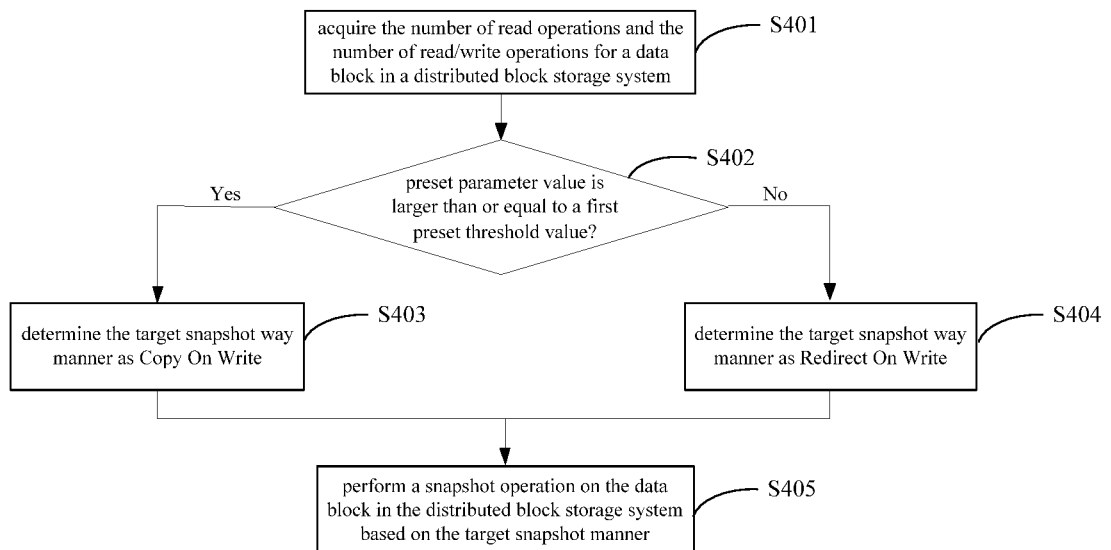 acquire the number of read operations and the
number of read/write operations for a data
block in a distributed block storage system
S401
S402
preset parameter value is
larger than or equal to a first
preset threshold value?
Yes
No
determine the target snapshot way
manner as Copy On Write
S403
determine the target snapshot way
manner as Redirect On Write
S404
perform a snapshot operation on the data
block in the distributed block storage system
based on the target snapshot manner
S405